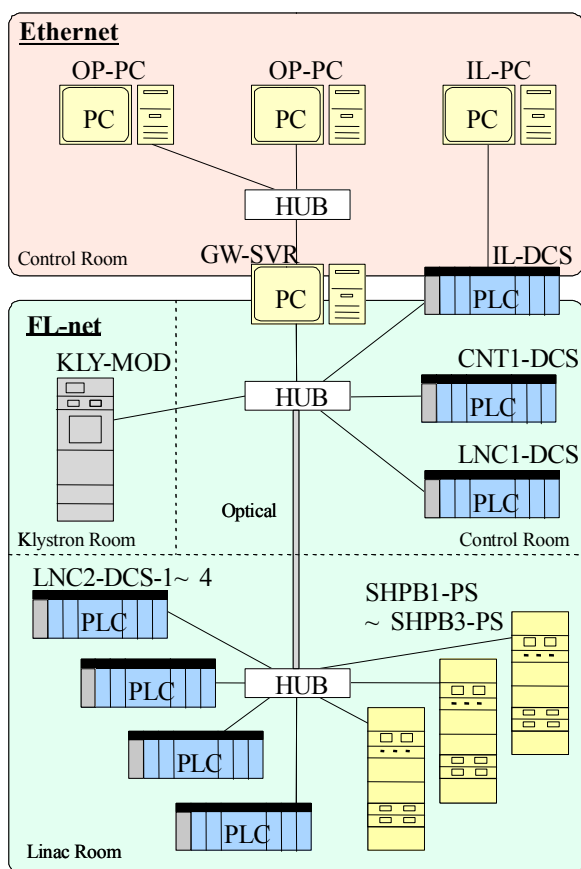 Ethernet
OP-PC OP-PC IL-PC
PC PC PC
HUB
Control Room
GW-SVR IL-DCS
PC PLC
FL-net
KLY-MOD CNT1-DCS
HUB PLC
LNC1-DCS
PLC
Optical
Klystron Room Control Room
LNC2-DCS-1~ 4 SHPB1-PS
~ SHPB3-PS
PLC
PLC HUB
PLC
PLC
Linac Room